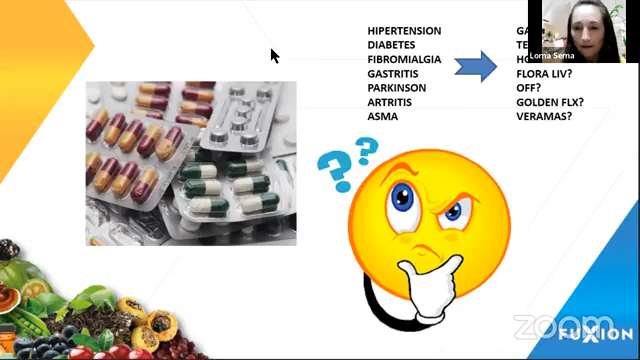 HIPERTENSION
DIABETES
FIBROMIALGIA
GASTRITIS
PARKINSON
ARTRITIS
ASMA
Lorna Serna
FLORA LIV?
OFF?
GOLDEN FLX?
VERAMAS?
? ?
zoom
FUXION